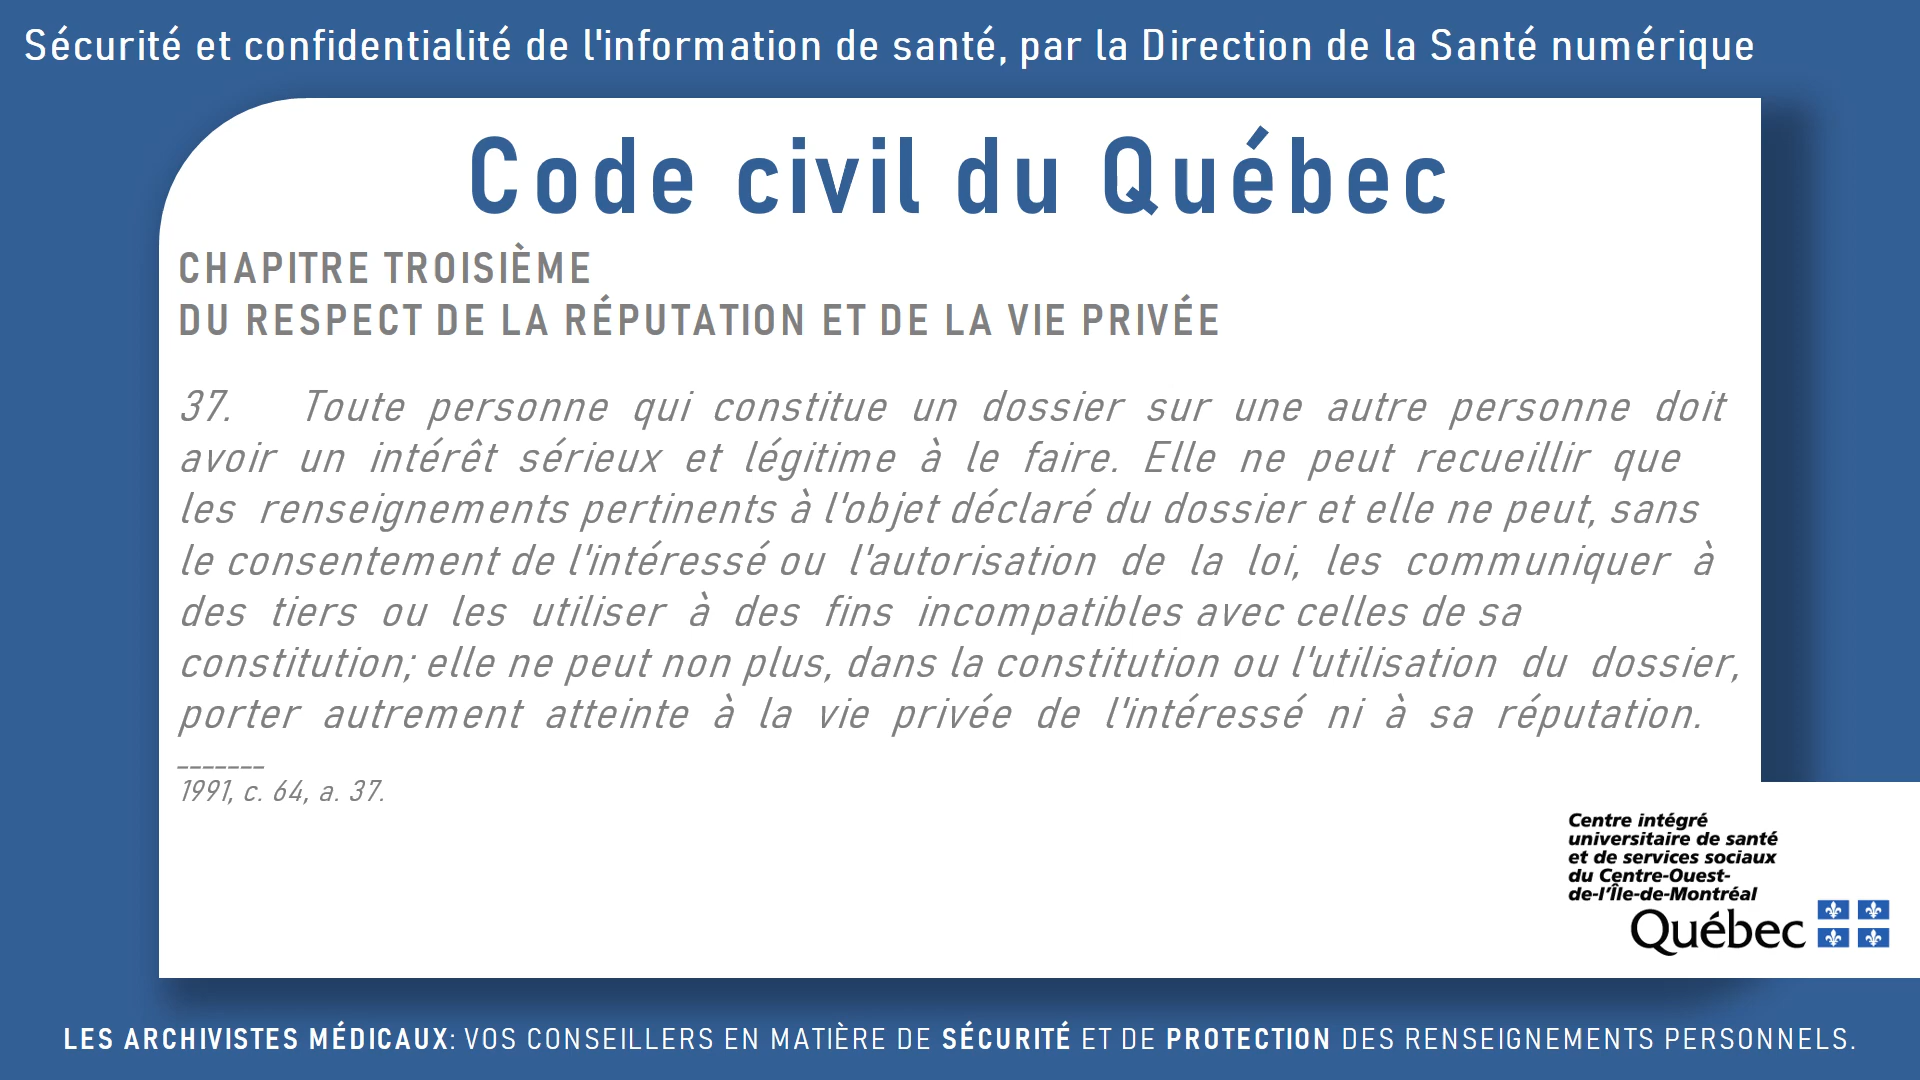 Sécurité et confidentialité de l'information de santé, par la Direction de la Santé numérique
Code civil du Québec
CHAPITRE TROISIÈME
DU RESPECT DE LA RÉPUTATION ET DE LA VIE PRIVÉE
37. Toute personne qui constitue un dossier sur une autre personne doit
avoir un intérêt sérieux et légitime à le faire. Elle ne peut recueillir que
les renseignements pertinents à l'objet déclaré du dossier et elle ne peut, sans
le consentement de l'intéressé ou l'autorisation de la loi, les communiquer à
des tiers ou les utiliser à des fins incompatibles avec celles de sa
constitution; elle ne peut non plus, dans la constitution ou l'utilisation du dossier,
porter autrement atteinte à la vie privée de l'intéressé ni à sa réputation.
_______
1991, c. 64, a. 37.
Centre intégré
universitaire de santé
et de services sociaux
du Centre-Ouest-
de-l'Île-de-Montréal
Québec
LES ARCHIVISTES MÉDICAUX: VOS CONSEILLERS EN MATIÈRE DE SÉCURITÉ ET DE PROTECTION DES RENSEIGNEMENTS PERSONNELS.